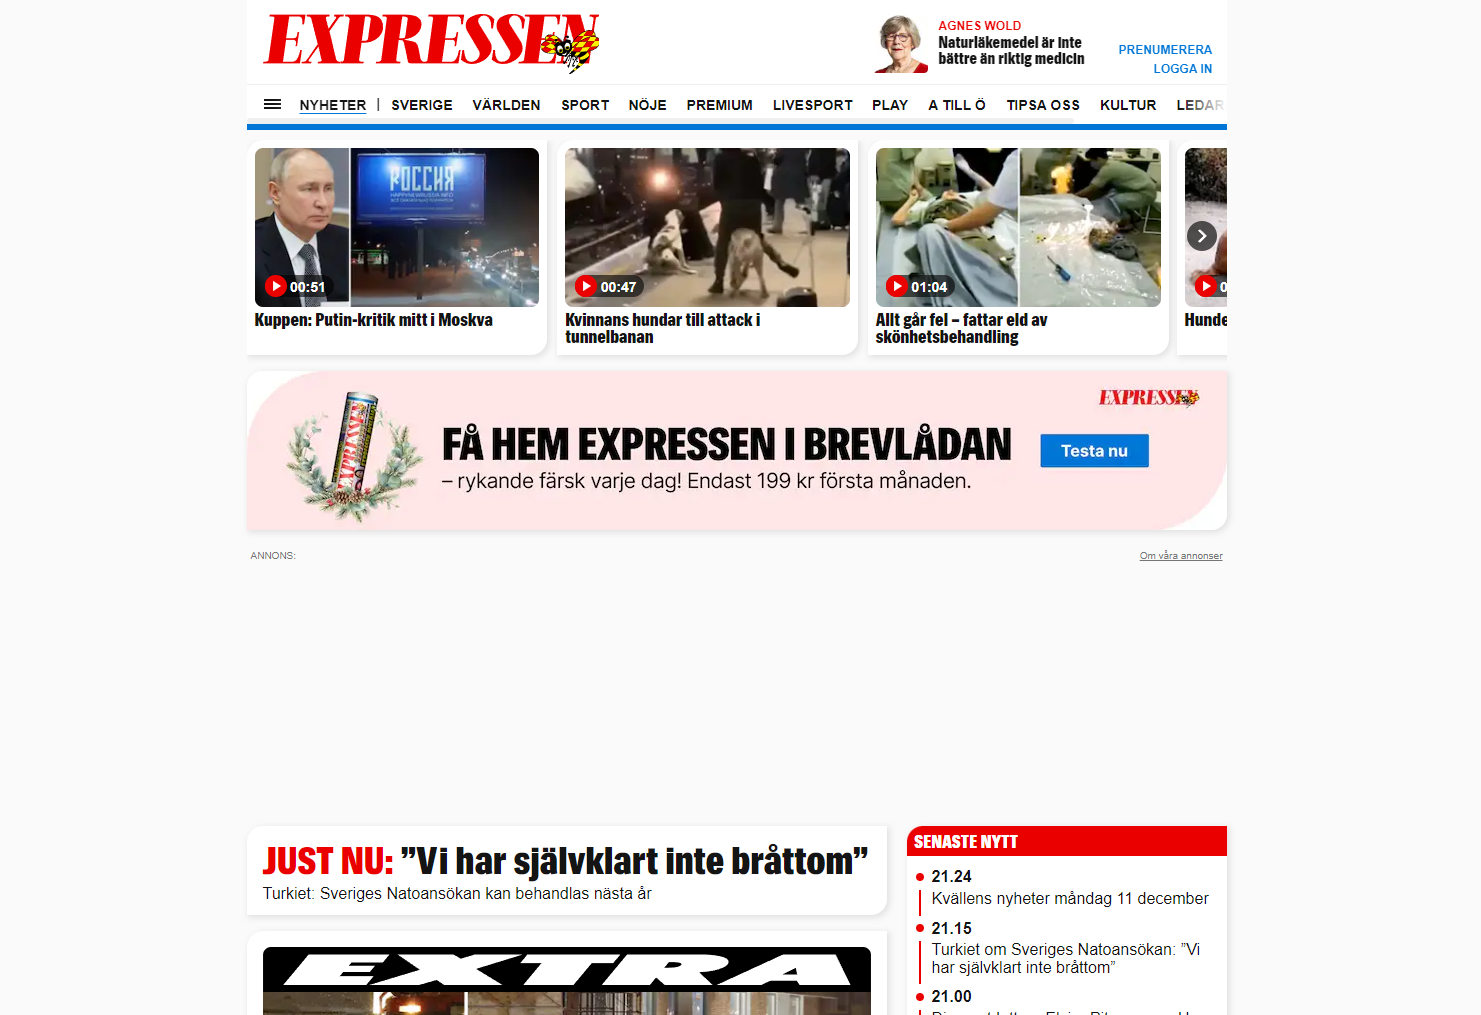 EXPRESSEN
AGNES WOLD
Naturläkemedel är inte
bättre än riktig medicin
PRENUMERERA
LOGGA IN
NYHETER | SVERIGE VÄRLDEN SPORT NÖJE PREMIUM LIVESPORT PLAY A TILL Ö TIPSA OSS KULTUR LEDAR
РОССИЯ
00:51
Kuppen: Putin-kritik mitt i Moskva
00:47
Kvinnans hundar till attack i
tunnelbanan
01:04
Allt går fel – fattar eld av
skönhetsbehandling
0
Hunde
EXPRESSEN
EXPRESSEN
FÅ HEM EXPRESSEN I BREVLÅDAN
– rykande färsk varje dag! Endast 199 kr första månaden.
Testa nu
ANNONS:
Om våra annonser
JUST NU: ”Vi har självklart inte bråttom”
Turkiet: Sveriges Natoansökan kan behandlas nästa år
EXTRA
SENASTE NYTT
21.24
Kvällens nyheter måndag 11 december
21.15
Turkiet om Sveriges Natoansökan: ”Vi
har självklart inte bråttom”
21.00